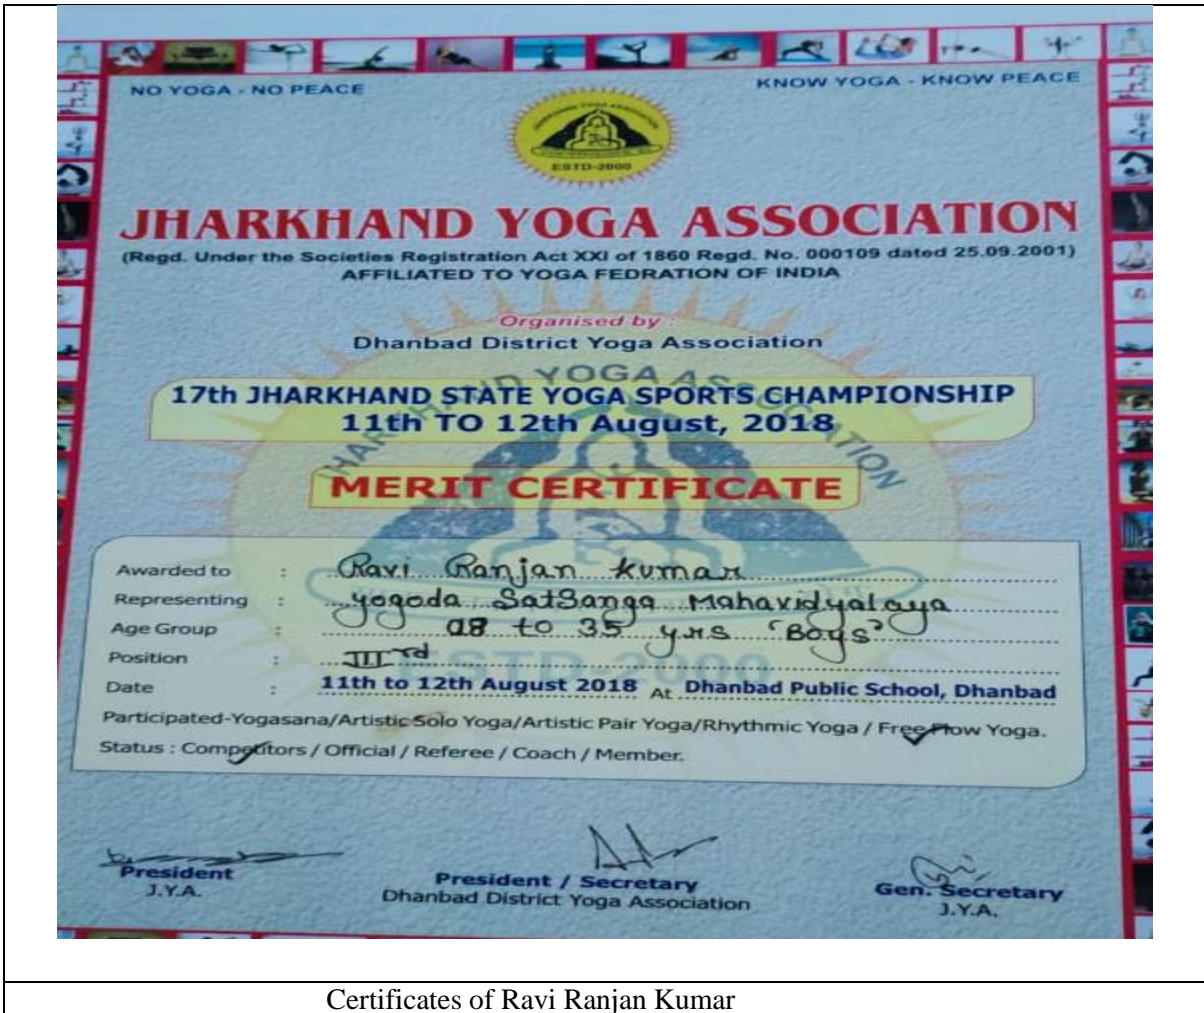 NO YOGA - NO PEACE
KNOW YOGA - KNOW PEACE
ESTD-2000
JHARKHAND YOGA ASSOCIATION
(Regd. Under the Societies Registration Act XXI of 1860 Regd. No. 000109 dated 25.09.2001)
AFFILIATED TO YOGA FEDRATION OF INDIA
Organised by :
Dhanbad District Yoga Association
JHARKHAND YOGA ASSOCIATION
17th JHARKHAND STATE YOGA SPORTS CHAMPIONSHIP
11th TO 12th August, 2018
MERIT CERTIFICATE
Awarded to : Ravi Ranjan Kumar
Representing : Yogoda SatSanga Mahavidyalaya
Age Group : 18 to 35 yrs 'Boys'
Position : IIIrd
ESTD-2000
Date : 11th to 12th August 2018 At Dhanbad Public School, Dhanbad
Participated-Yogasana/Artistic Solo Yoga/Artistic Pair Yoga/Rhythmic Yoga / Free Flow Yoga.
Status : Competitors / Official / Referee / Coach / Member.
President
J.Y.A.
President / Secretary
Dhanbad District Yoga Association
Gen. Secretary
J.Y.A.
Certificates of Ravi Ranjan Kumar